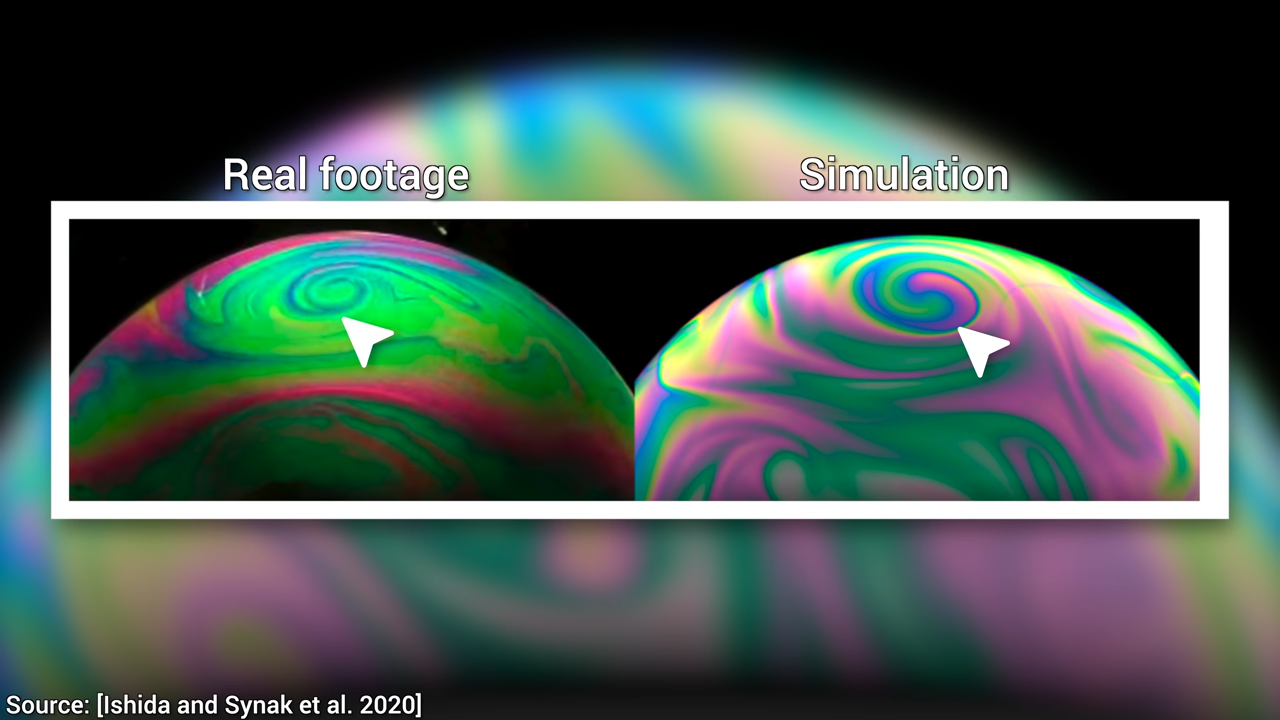 Real footage
Simulation
Source: [Ishida and Synak et al. 2020]